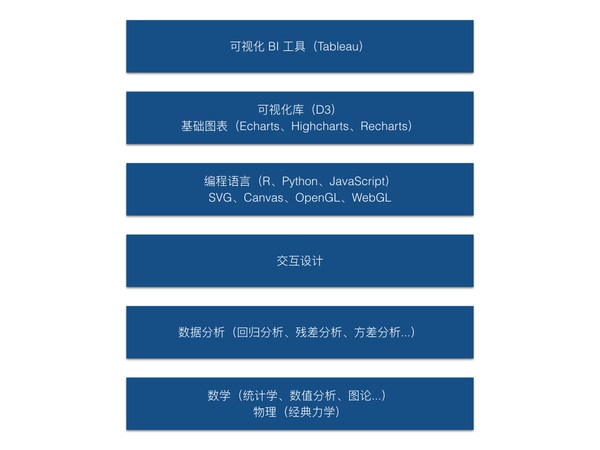 可视化 BI 工具（Tableau）
可视化库（D3）
基础图表（Echarts、Highcharts、Recharts）
编程语言（R、Python、JavaScript）
SVG、Canvas、OpenGL、WebGL
交互设计
数据分析（回归分析、残差分析、方差分析...）
数学（统计学、数值分析、图论...）
物理（经典力学）